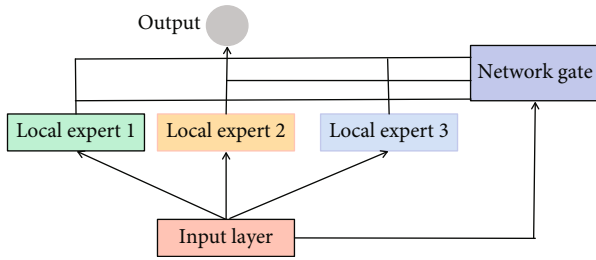 Output
Network gate
Local expert 1
Local expert 2
Local expert 3
Input layer